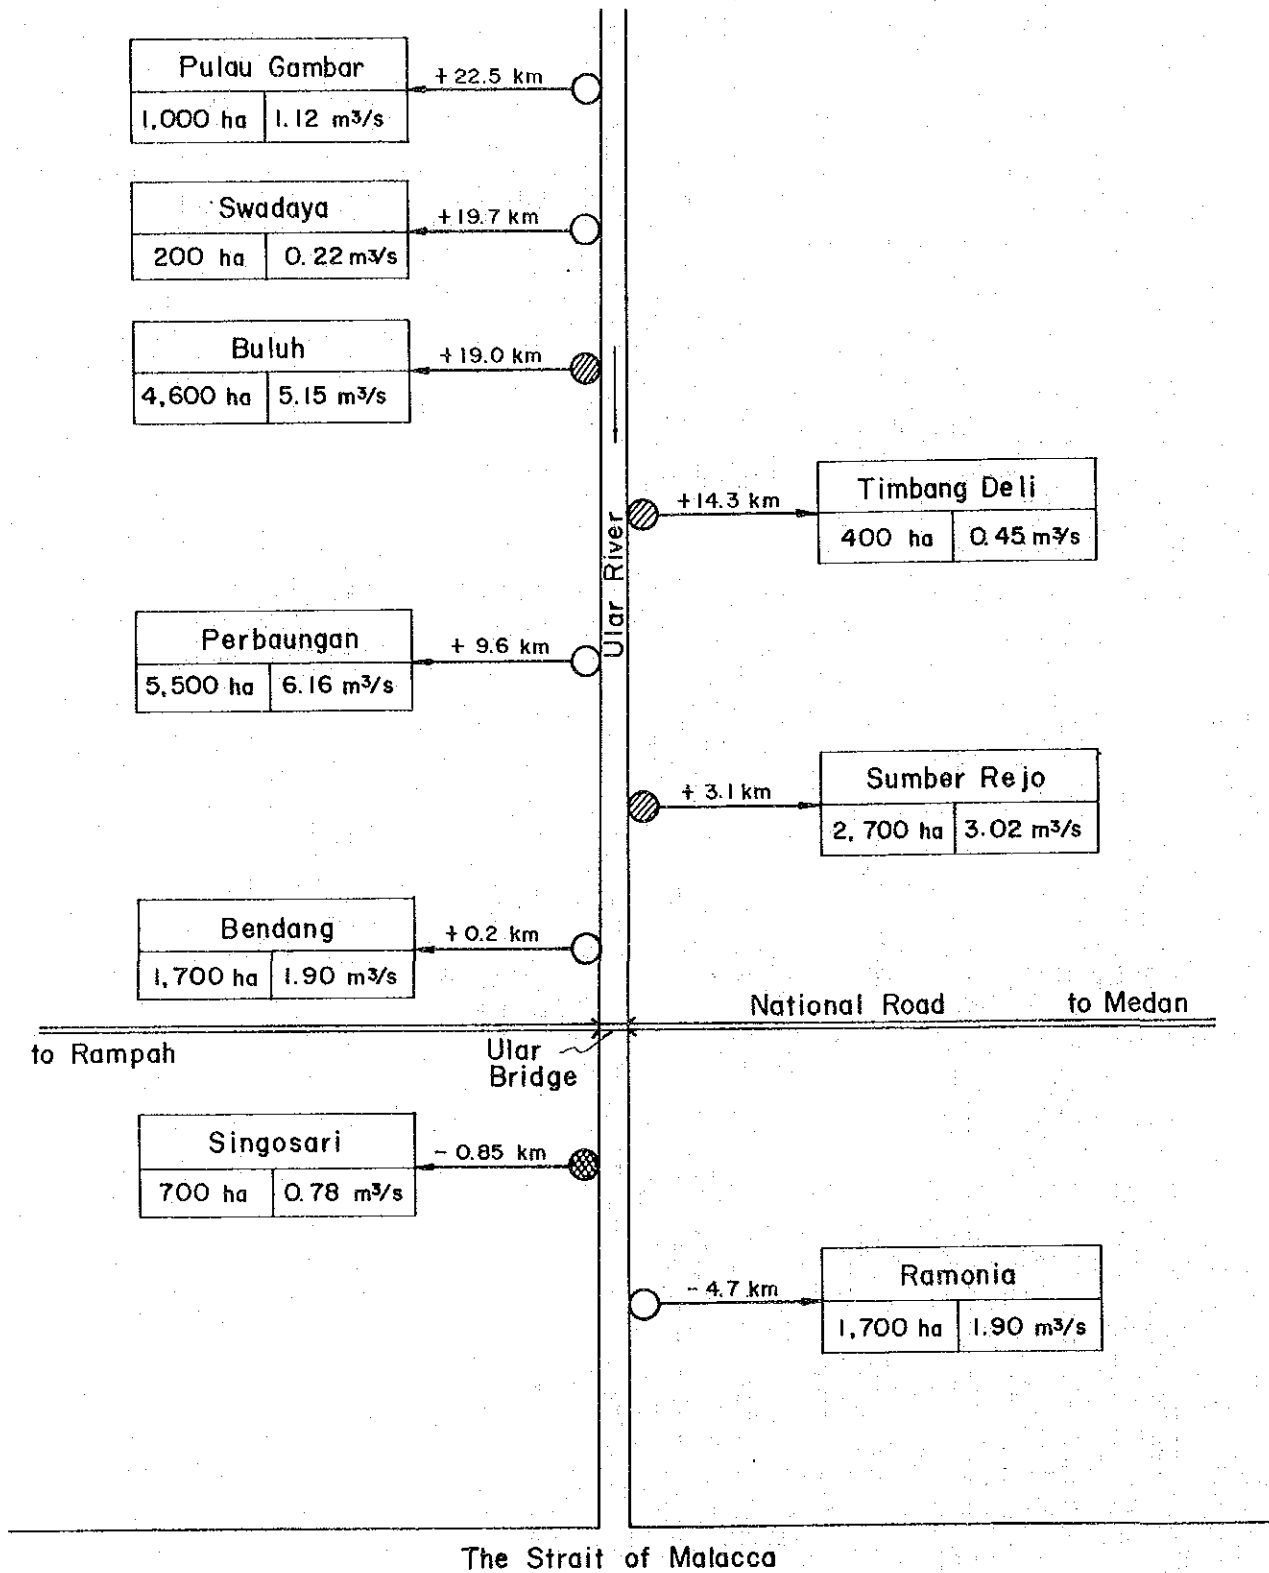 Pulau Gambar
+ 22.5 km
1,000 ha 1.12 m³/s
Swadaya
+19.7 km
200 ha 0.22 m³/s
Buluh
+19.0 km
4,600 ha 5.15 m³/s
Ular River
+14.3 km
Timbang Deli
400 ha 0.45 m³/s
Perbaungan
+ 9.6 km
5,500 ha 6.16 m³/s
+ 3.1 km
Sumber Rejo
2,700 ha 3.02 m³/s
Bendang
+0.2 km
1,700 ha 1.90 m³/s
National Road to Medan
to Rampah
Ular
Bridge
Singosari
- 0.85 km
700 ha 0.78 m³/s
- 4.7 km
Ramonia
1,700 ha 1.90 m³/s
The Strait of Malacca